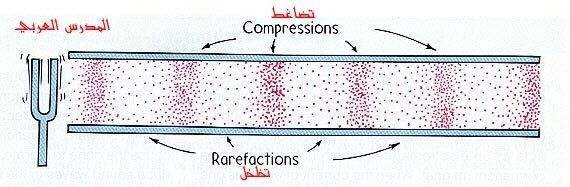 المدرس العربي
تضاغط
Compressions
Rarefactions
تخلخل